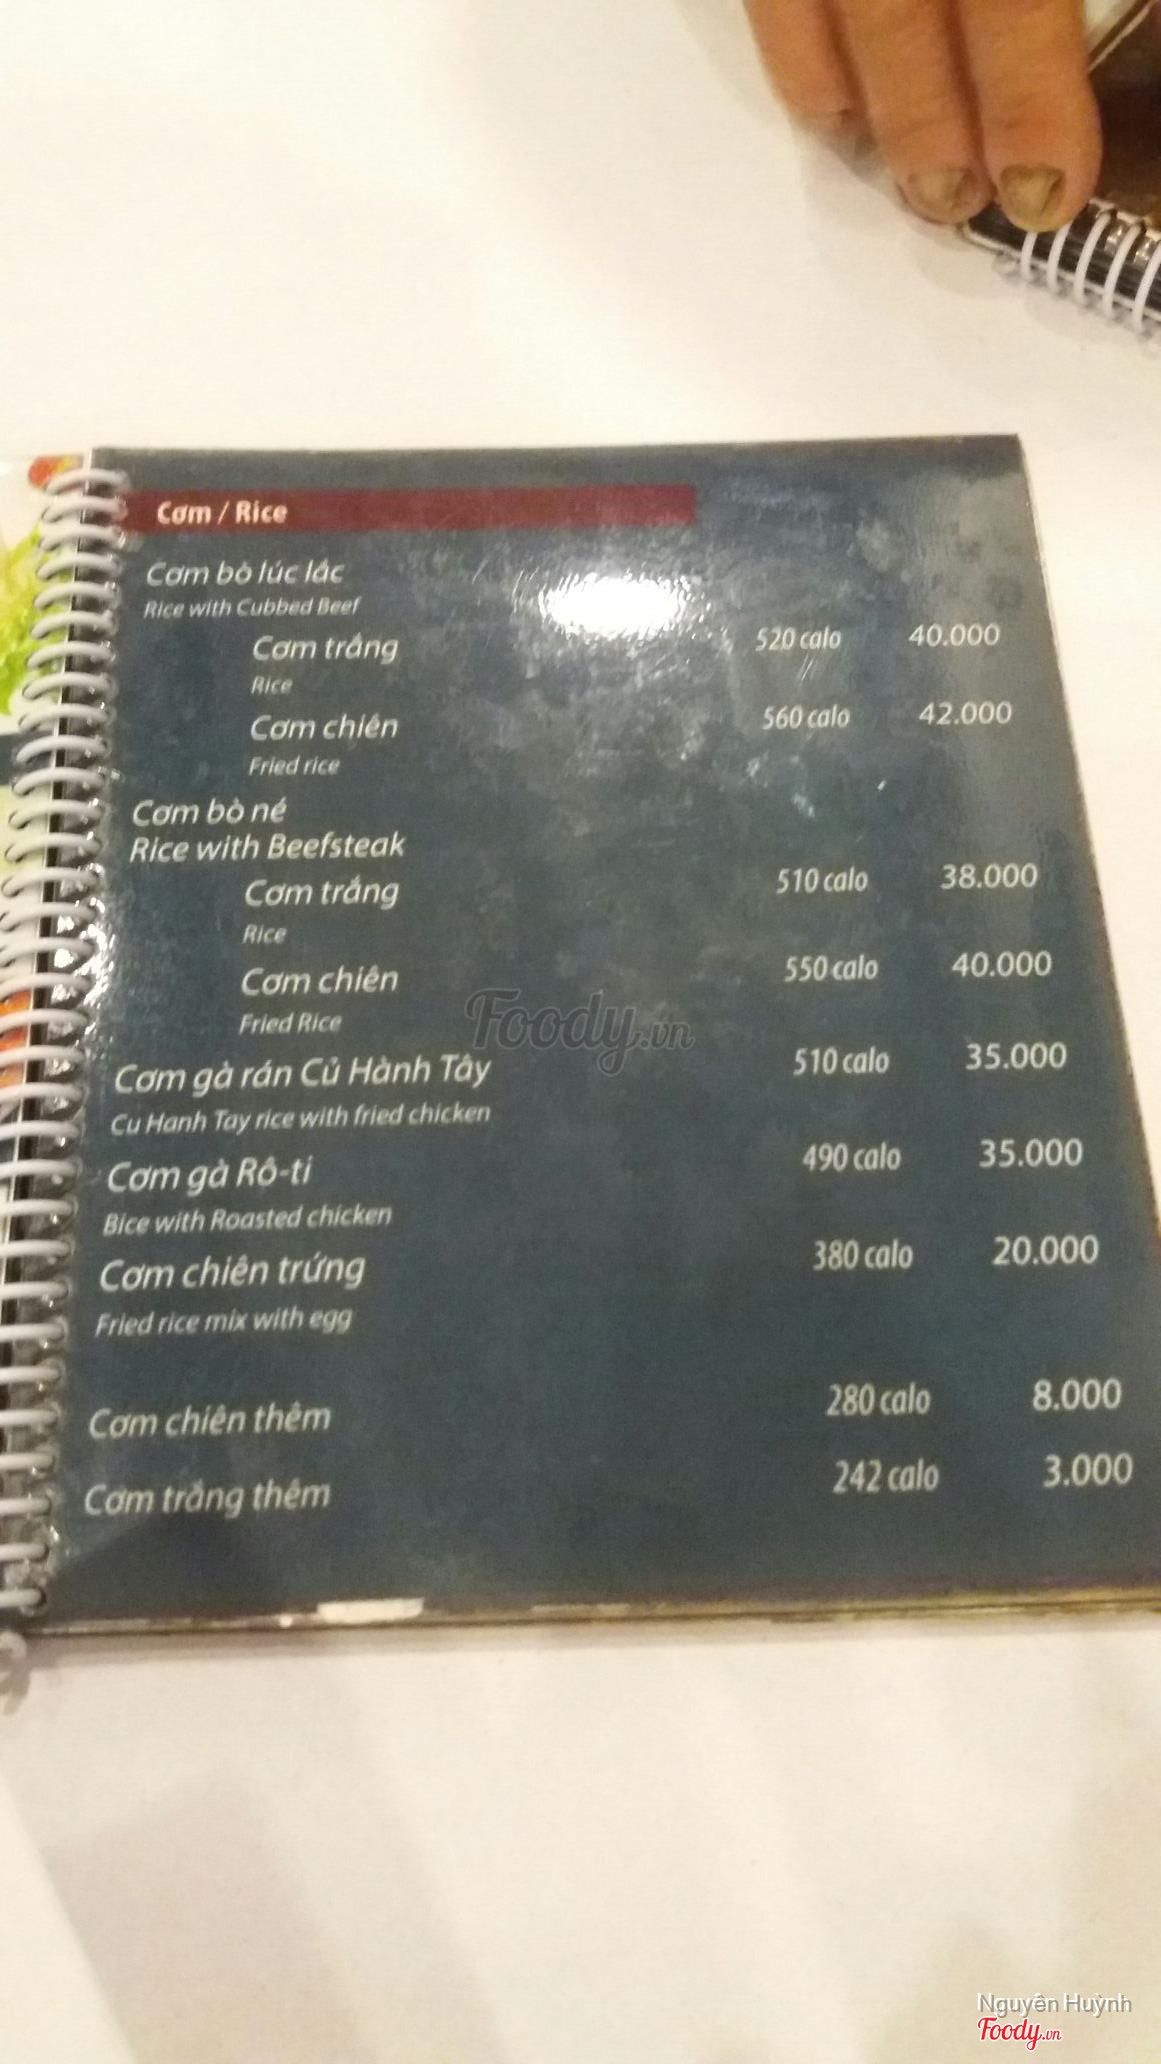 Cơm / Rice
Cơm bò lúc lắc
Rice with Cubbed Beef
Cơm trắng 520 calo 40.000
Rice
Cơm chiên 560 calo 42.000
Fried rice
Cơm bò né
Rice with Beefsteak
Cơm trắng 510 calo 38.000
Rice
Cơm chiên 550 calo 40.000
Fried Rice
Foody.vn
Cơm gà rán Củ Hành Tây 510 calo 35.000
Cu Hanh Tay rice with fried chicken
Cơm gà Rô-ti 490 calo 35.000
Bice with Roasted chicken
Cơm chiên trứng 380 calo 20.000
Fried rice mix with egg
Cơm chiên thêm 280 calo 8.000
Cơm trắng thêm 242 calo 3.000
Nguyên Huỳnh
Foody.vn